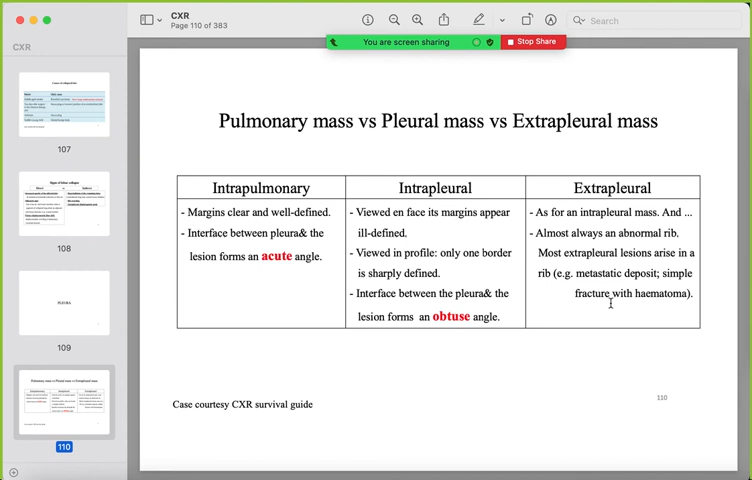 CXR
Page 110 of 383
Search
You are screen sharing
Stop Share
CXR
107
108
PLEURA
109
110
Pulmonary mass vs Pleural mass vs Extrapleural mass
Intrapulmonary
- Margins clear and well-defined.
- Interface between pleura& the
lesion forms an acute angle.
Intrapleural
- Viewed en face its margins appear
ill-defined.
- Viewed in profile: only one border
is sharply defined.
- Interface between the pleura& the
lesion forms an obtuse angle.
Extrapleural
- As for an intrapleural mass. And ...
- Almost always an abnormal rib.
Most extrapleural lesions arise in a
rib (e.g. metastatic deposit; simple
fracture with haematoma).
Case courtesy CXR survival guide
110